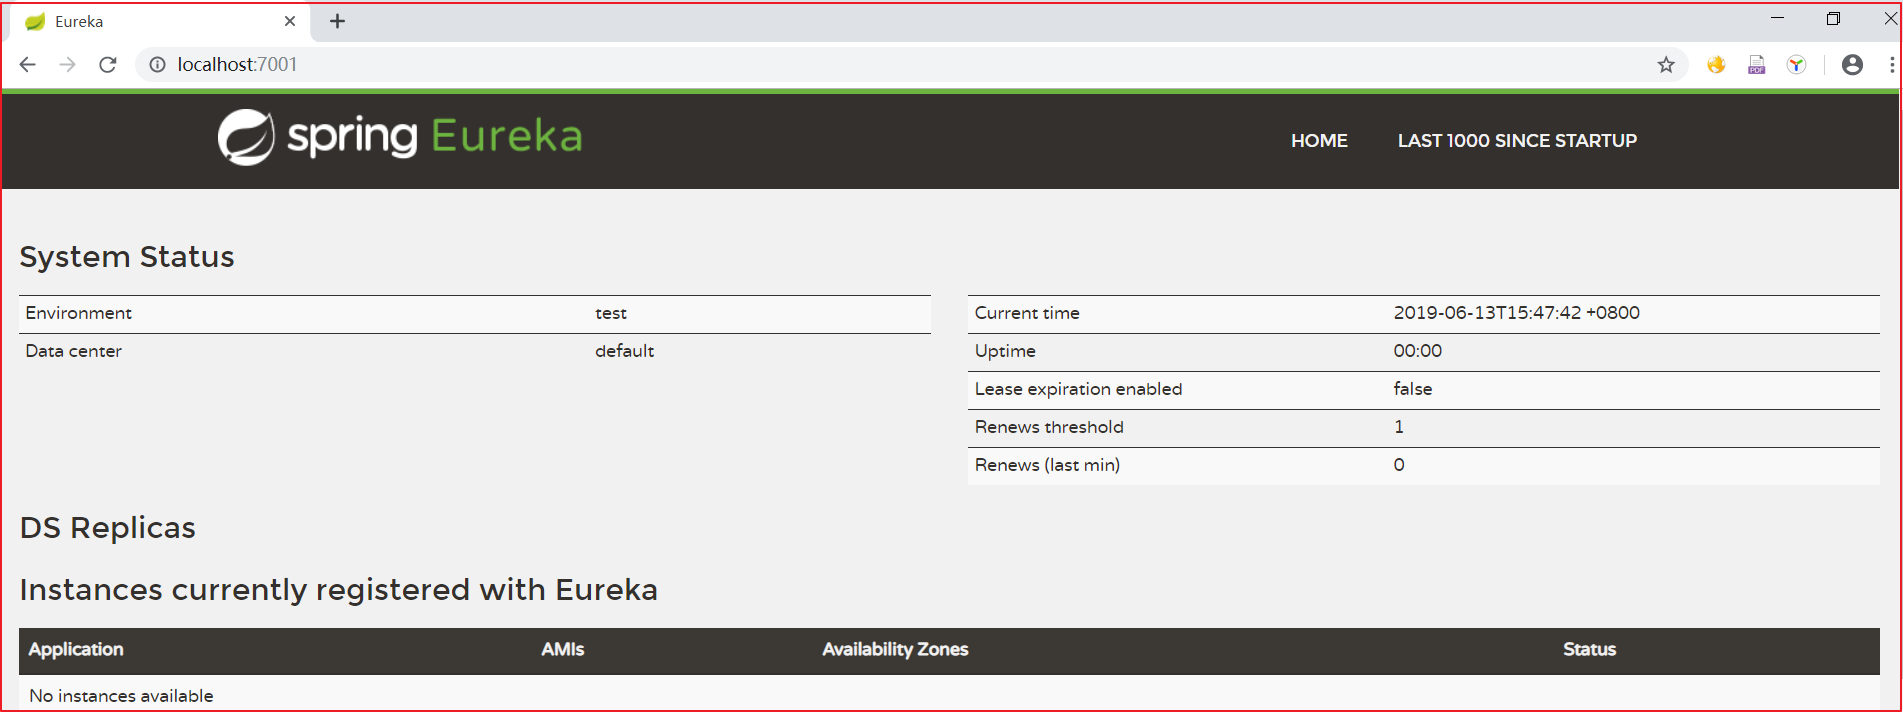 Eureka
localhost:7001
PDF
spring Eureka
HOME LAST 1000 SINCE STARTUP
System Status
Environment test
Data center default
Current time 2019-06-13T15:47:42 +0800
Uptime 00:00
Lease expiration enabled false
Renews threshold 1
Renews (last min) 0
DS Replicas
Instances currently registered with Eureka
Application AMIs Availability Zones Status
No instances available